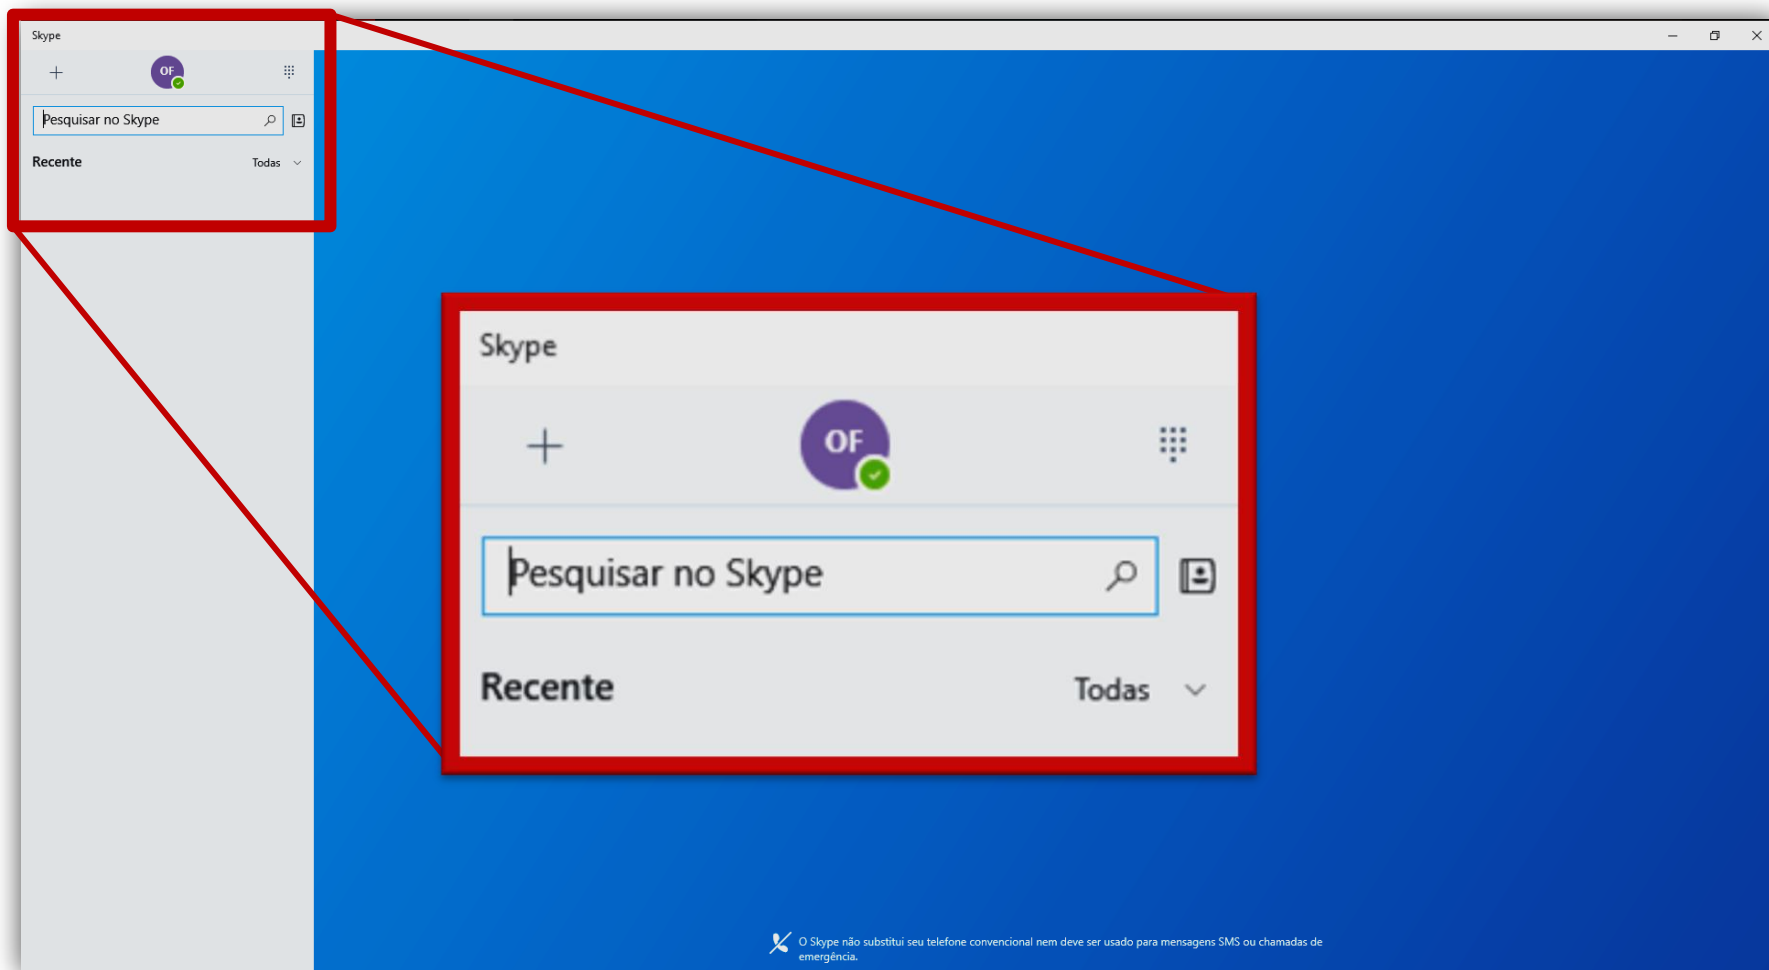 Skype
OF
Pesquisar no Skype
Recente Todas
Skype
OF
Pesquisar no Skype
Recente Todas
O Skype não substitui seu telefone convencional nem deve ser usado para mensagens SMS ou chamadas de
emergência.